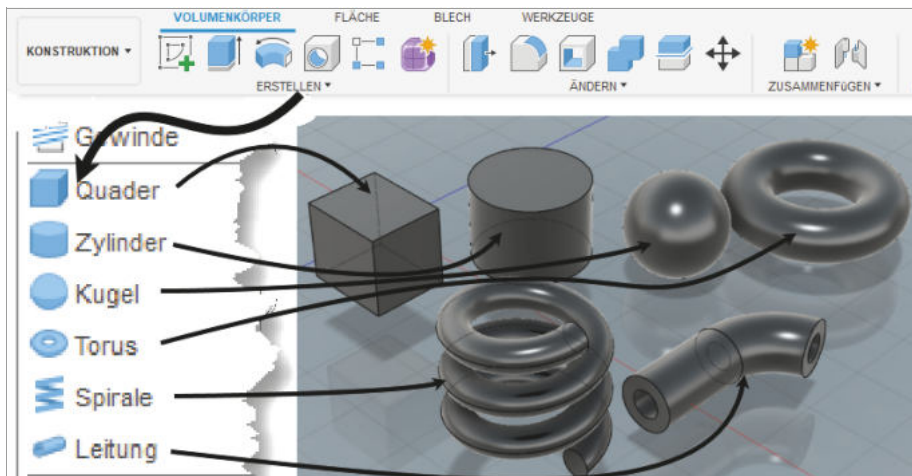 VOLUMENKÖRPER FLÄCHE BLECH WERKZEUGE
KONSTRUKTION
ERSTELLEN ÄNDERN ZUSAMMENFüGEN
Gewinde
Quader
Zylinder
Kugel
Torus
Spirale
Leitung